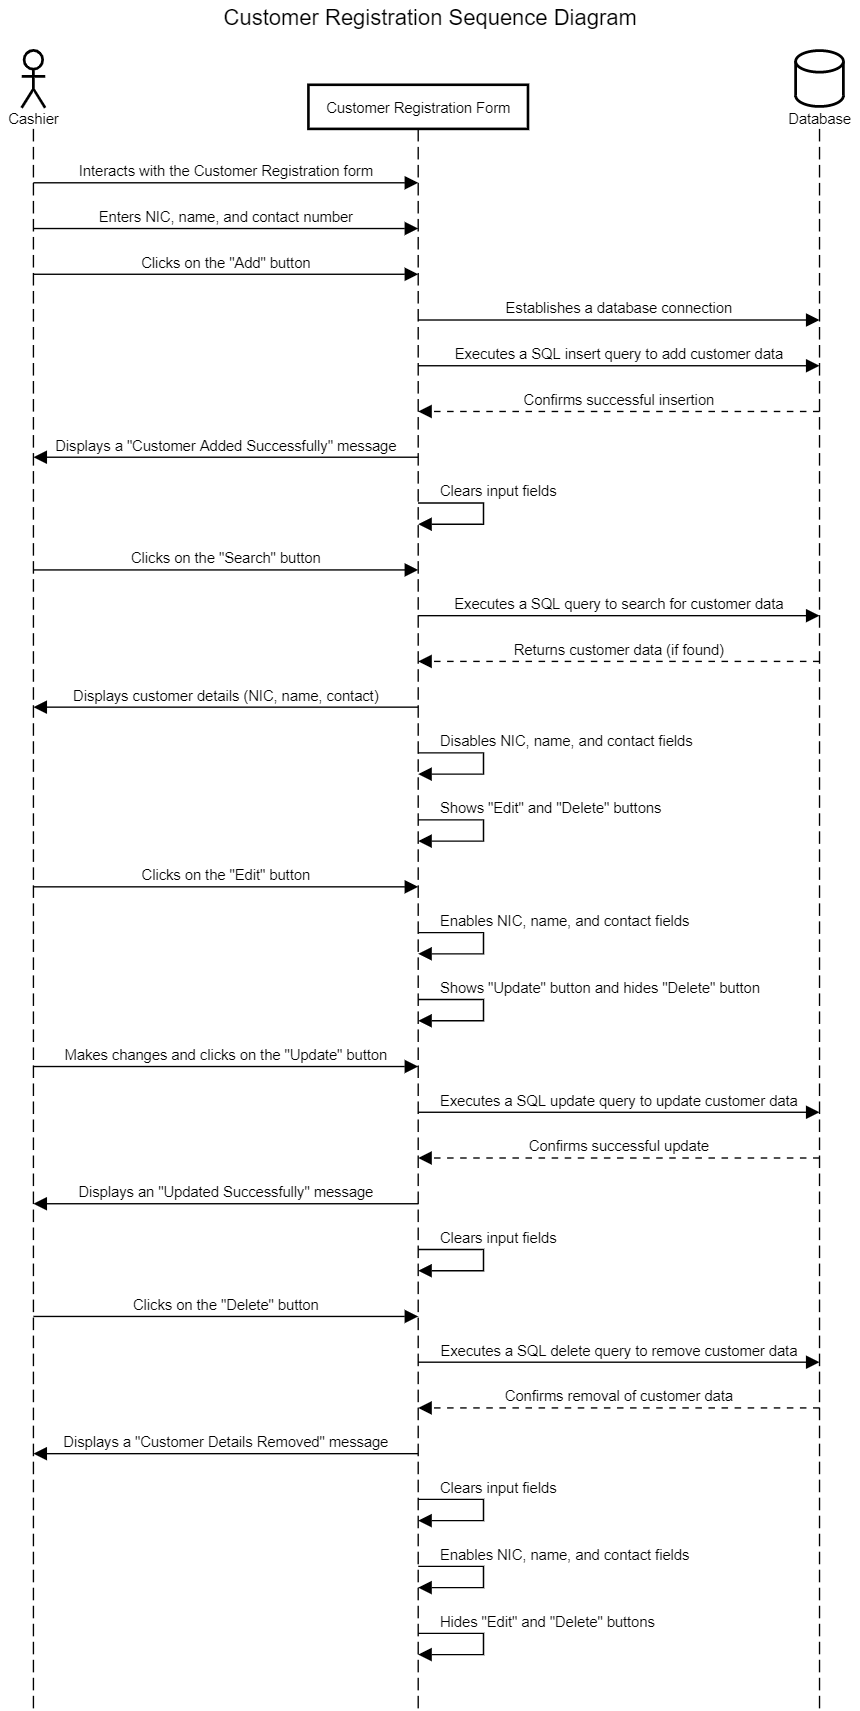 Customer Registration Sequence Diagram
Cashier
Customer Registration Form
Database
Interacts with the Customer Registration form
Enters NIC, name, and contact number
Clicks on the "Add" button
Establishes a database connection
Executes a SQL insert query to add customer data
Confirms successful insertion
Displays a "Customer Added Successfully" message
Clears input fields
Clicks on the "Search" button
Executes a SQL query to search for customer data
Returns customer data (if found)
Displays customer details (NIC, name, contact)
Disables NIC, name, and contact fields
Shows "Edit" and "Delete" buttons
Clicks on the "Edit" button
Enables NIC, name, and contact fields
Shows "Update" button and hides "Delete" button
Makes changes and clicks on the "Update" button
Executes a SQL update query to update customer data
Confirms successful update
Displays an "Updated Successfully" message
Clears input fields
Clicks on the "Delete" button
Executes a SQL delete query to remove customer data
Confirms removal of customer data
Displays a "Customer Details Removed" message
Clears input fields
Enables NIC, name, and contact fields
Hides "Edit" and "Delete" buttons